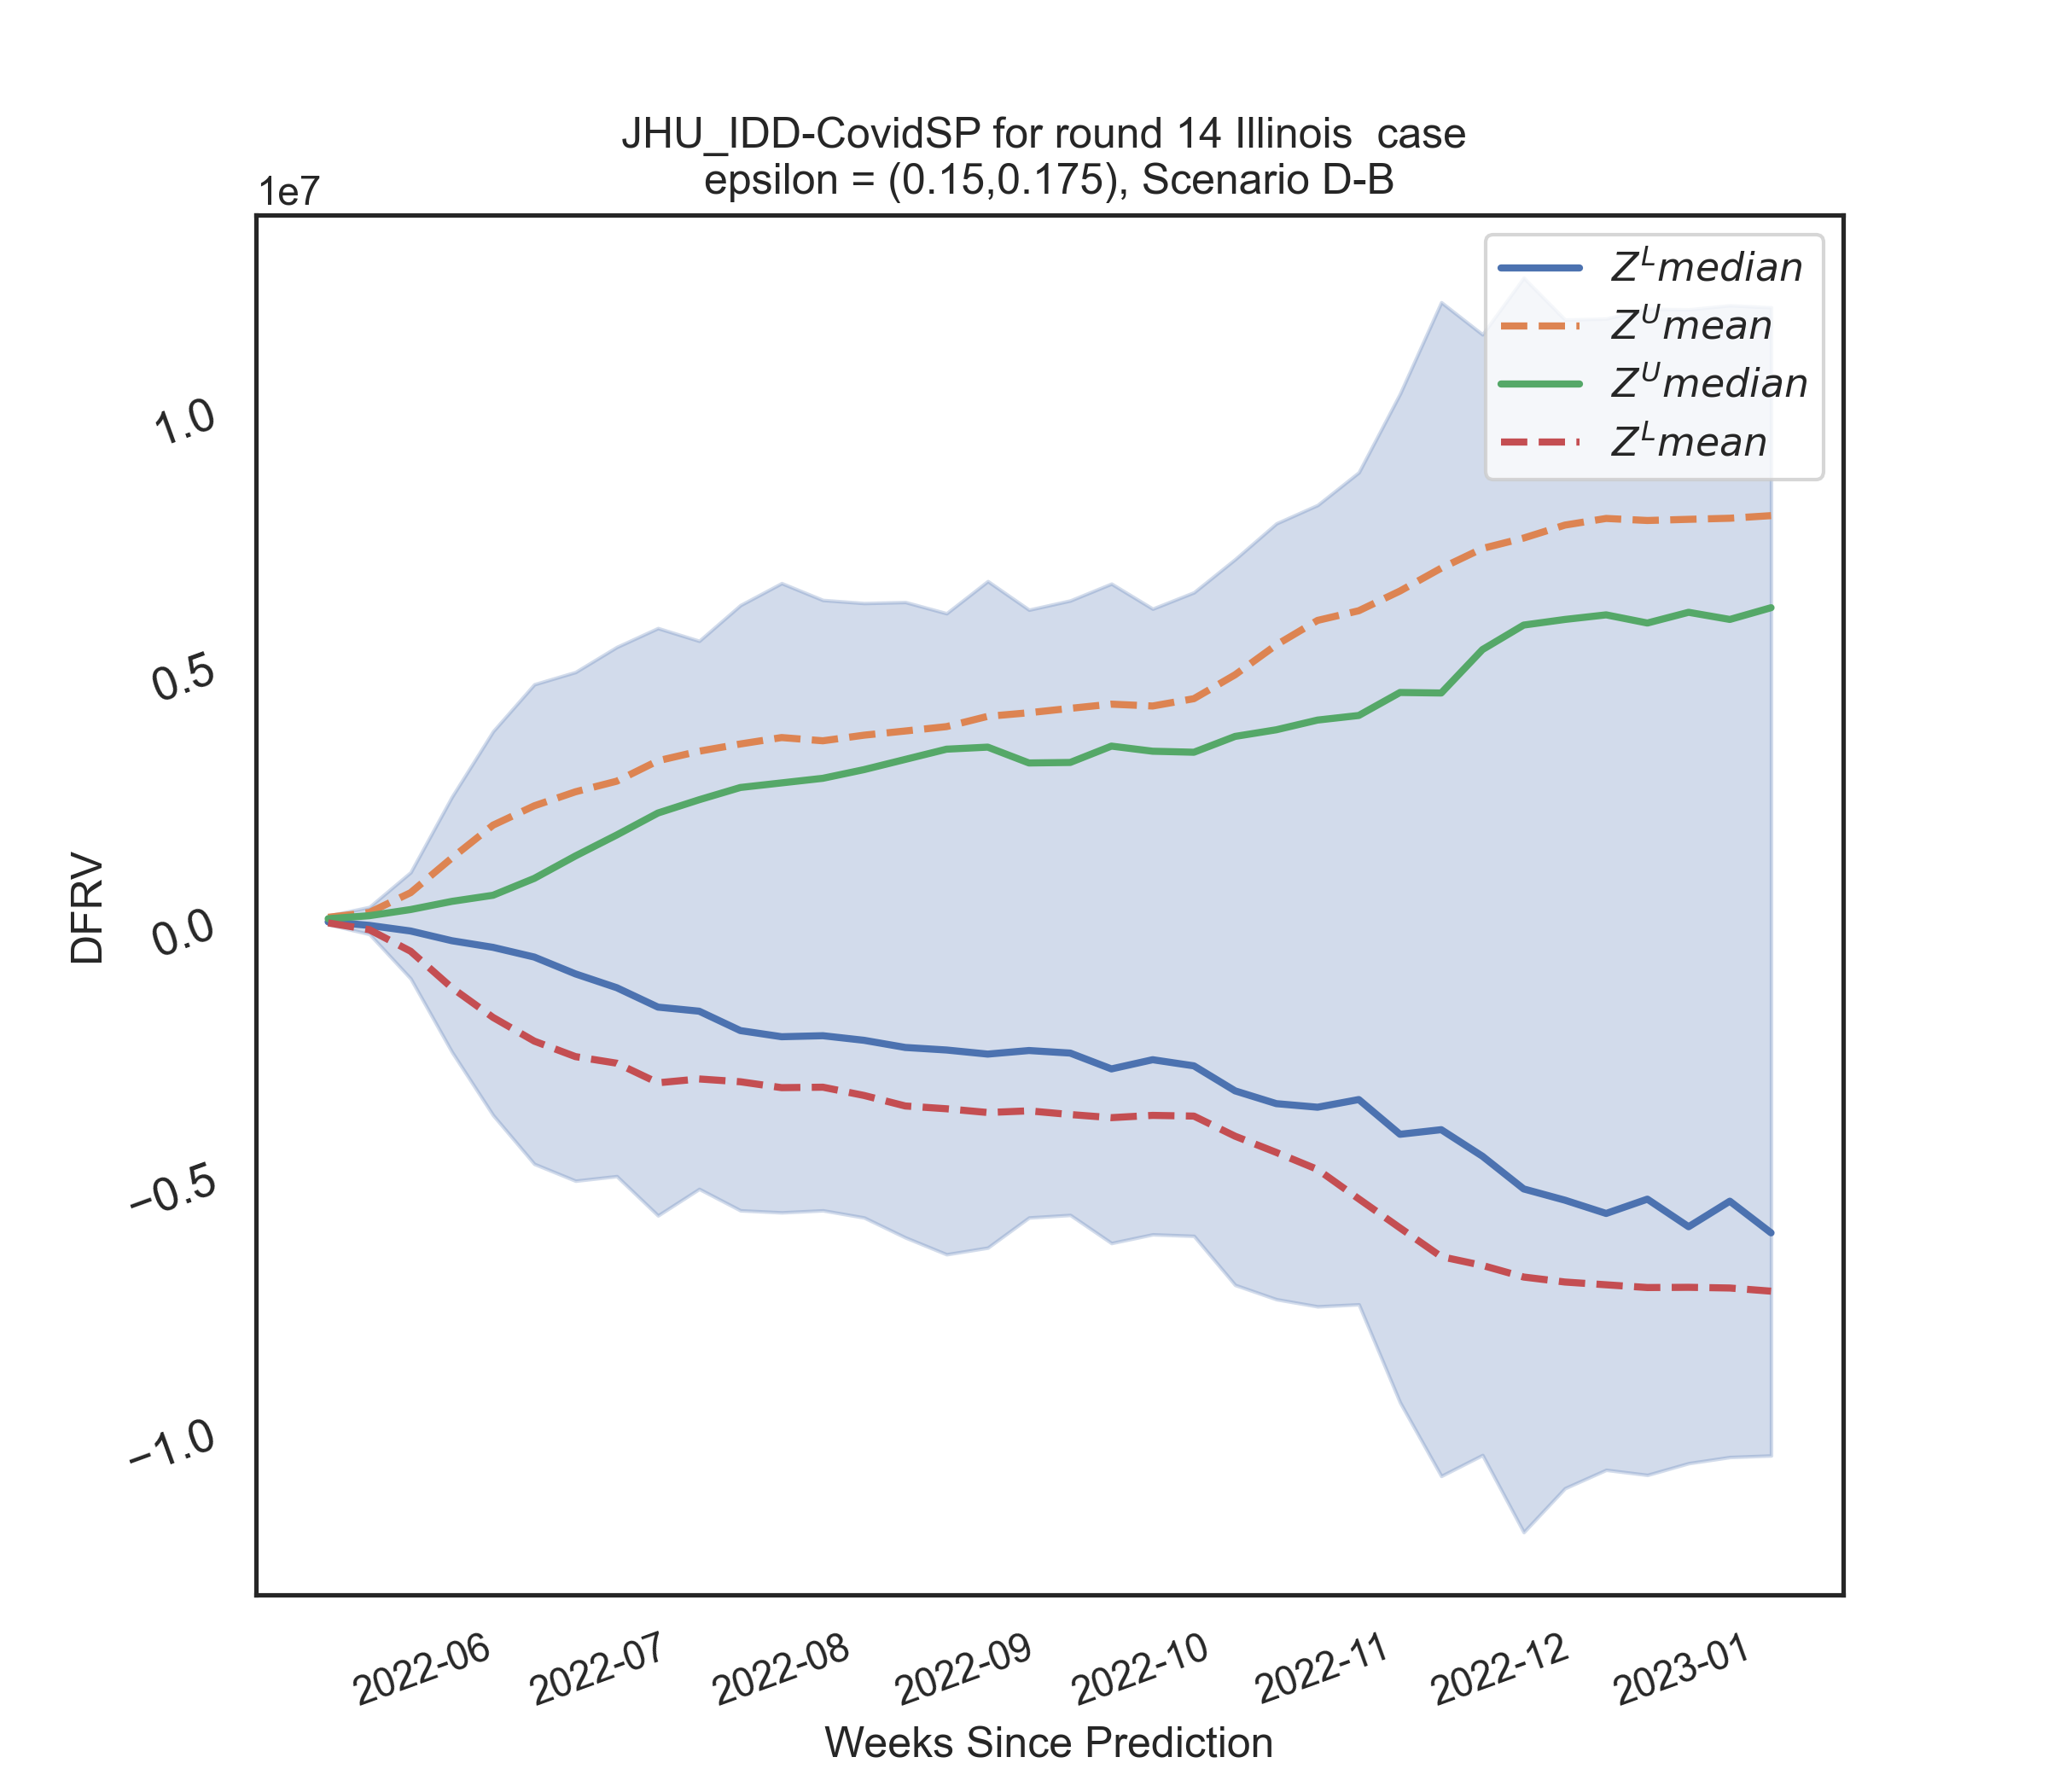 JHU_IDD-CovidSP for round 14 Illinois  case
epsilon = (0.15,0.175), Scenario D-B
1e7
Z^L median
Z^U mean
Z^U median
Z^L mean
1.0
0.5
0.0
−0.5
−1.0
DFRV
2022-06
2022-07
2022-08
2022-09
2022-10
2022-11
2022-12
2023-01
Weeks Since Prediction